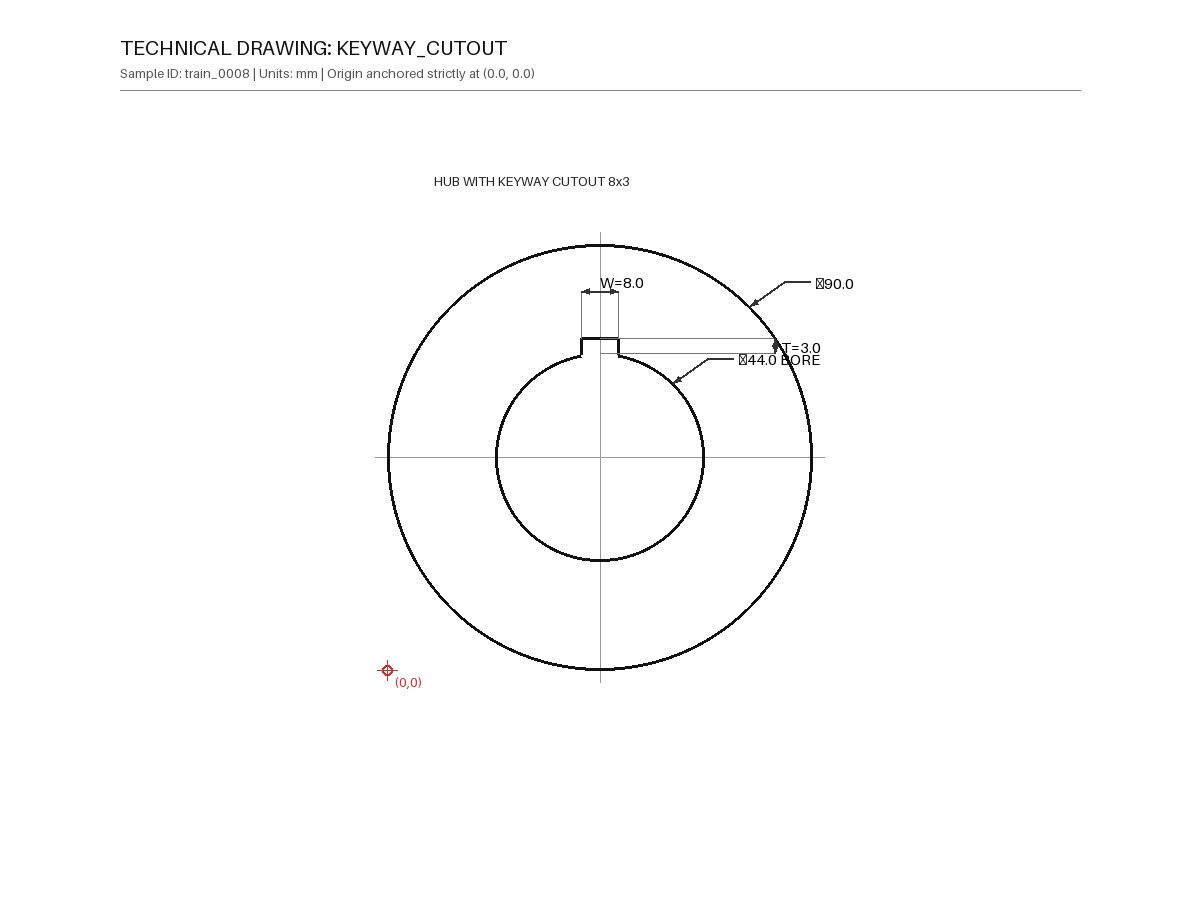 TECHNICAL DRAWING: KEYWAY_CUTOUT
Sample ID: train_0008 | Units: mm | Origin anchored strictly at (0.0, 0.0)
HUB WITH KEYWAY CUTOUT 8x3
W=8.0
▯90.0
T=3.0
▯44.0 BORE
(0,0)